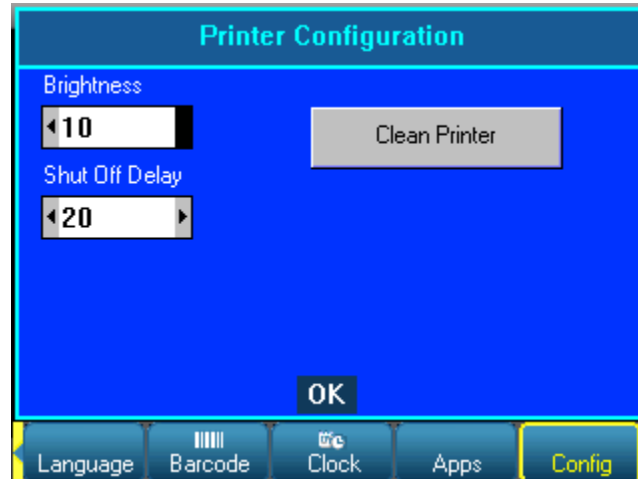 Printer Configuration
Brightness
10
Clean Printer
Shut Off Delay
20
OK
Language Barcode Clock Apps Config